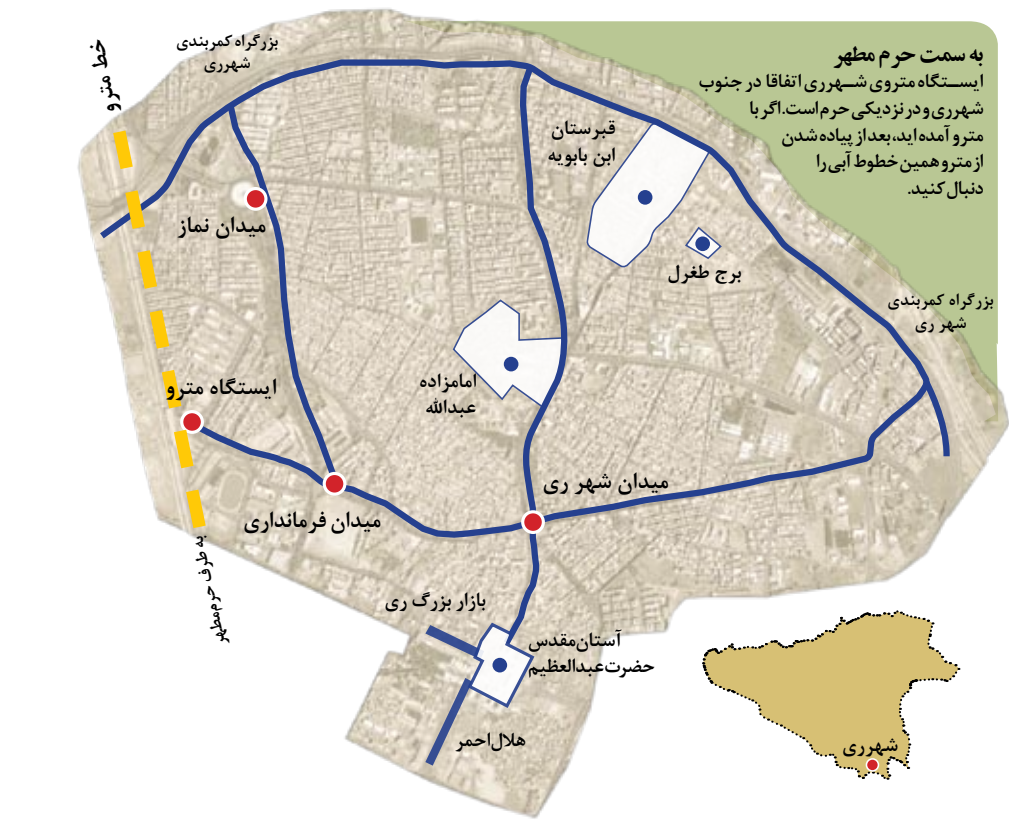 به سمت حرم مطهر
ایستگاه متروی شهرری اتفاقا در جنوب
شهرری و در نزدیکی حرم است. اگر با
مترو آمده اید، بعد از پیاده شدن
از مترو همین خطوط آبی را
دنبال کنید.
بزرگراه کمربندی
شهرری
خط مترو
قبرستان
ابن بابویه
میدان نماز
برج طغرل
بزرگراه کمربندی
شهر ری
ایستگاه مترو
امامزاده
عبدالله
میدان شهر ری
میدان فرمانداری
به طرف حرم مطهر
بازار بزرگ ری
آستان مقدس
حضرت عبدالعظیم
هلال احمر
شهرری